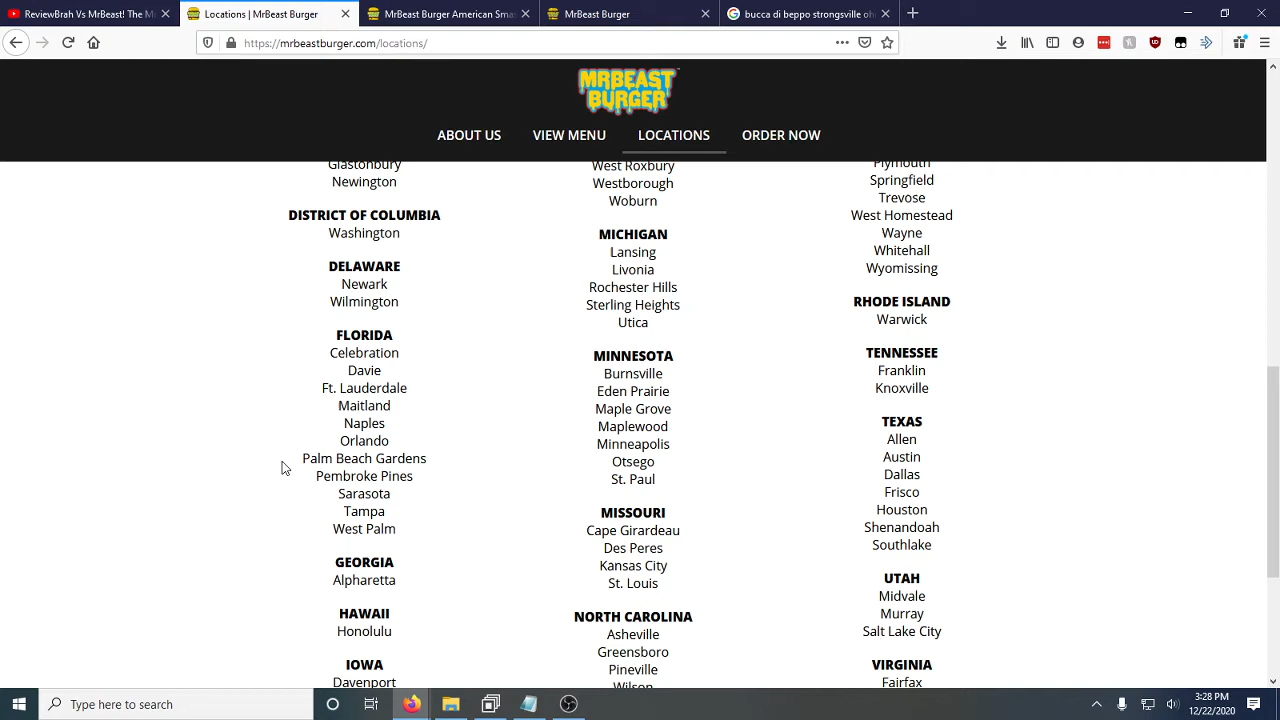 ReviewBrah Vs MrBeast! The M
Locations | MrBeast Burger
MrBeast Burger American Smas
MrBeast Burger
bucca di beppo strongsville oh
https://mrbeastburger.com/locations/
MRBEAST
BURGER
ABOUT US
VIEW MENU
LOCATIONS
ORDER NOW
Glastonbury
Newington
DISTRICT OF COLUMBIA
Washington
DELAWARE
Newark
Wilmington
FLORIDA
Celebration
Davie
Ft. Lauderdale
Maitland
Naples
Orlando
Palm Beach Gardens
Pembroke Pines
Sarasota
Tampa
West Palm
GEORGIA
Alpharetta
HAWAII
Honolulu
IOWA
Davenport
West Roxbury
Westborough
Woburn
MICHIGAN
Lansing
Livonia
Rochester Hills
Sterling Heights
Utica
MINNESOTA
Burnsville
Eden Prairie
Maple Grove
Maplewood
Minneapolis
Otsego
St. Paul
MISSOURI
Cape Girardeau
Des Peres
Kansas City
St. Louis
NORTH CAROLINA
Asheville
Greensboro
Pineville
Wilson
Plymouth
Springfield
Trevose
West Homestead
Wayne
Whitehall
Wyomissing
RHODE ISLAND
Warwick
TENNESSEE
Franklin
Knoxville
TEXAS
Allen
Austin
Dallas
Frisco
Houston
Shenandoah
Southlake
UTAH
Midvale
Murray
Salt Lake City
VIRGINIA
Fairfax
Type here to search
3:28 PM
12/22/2020